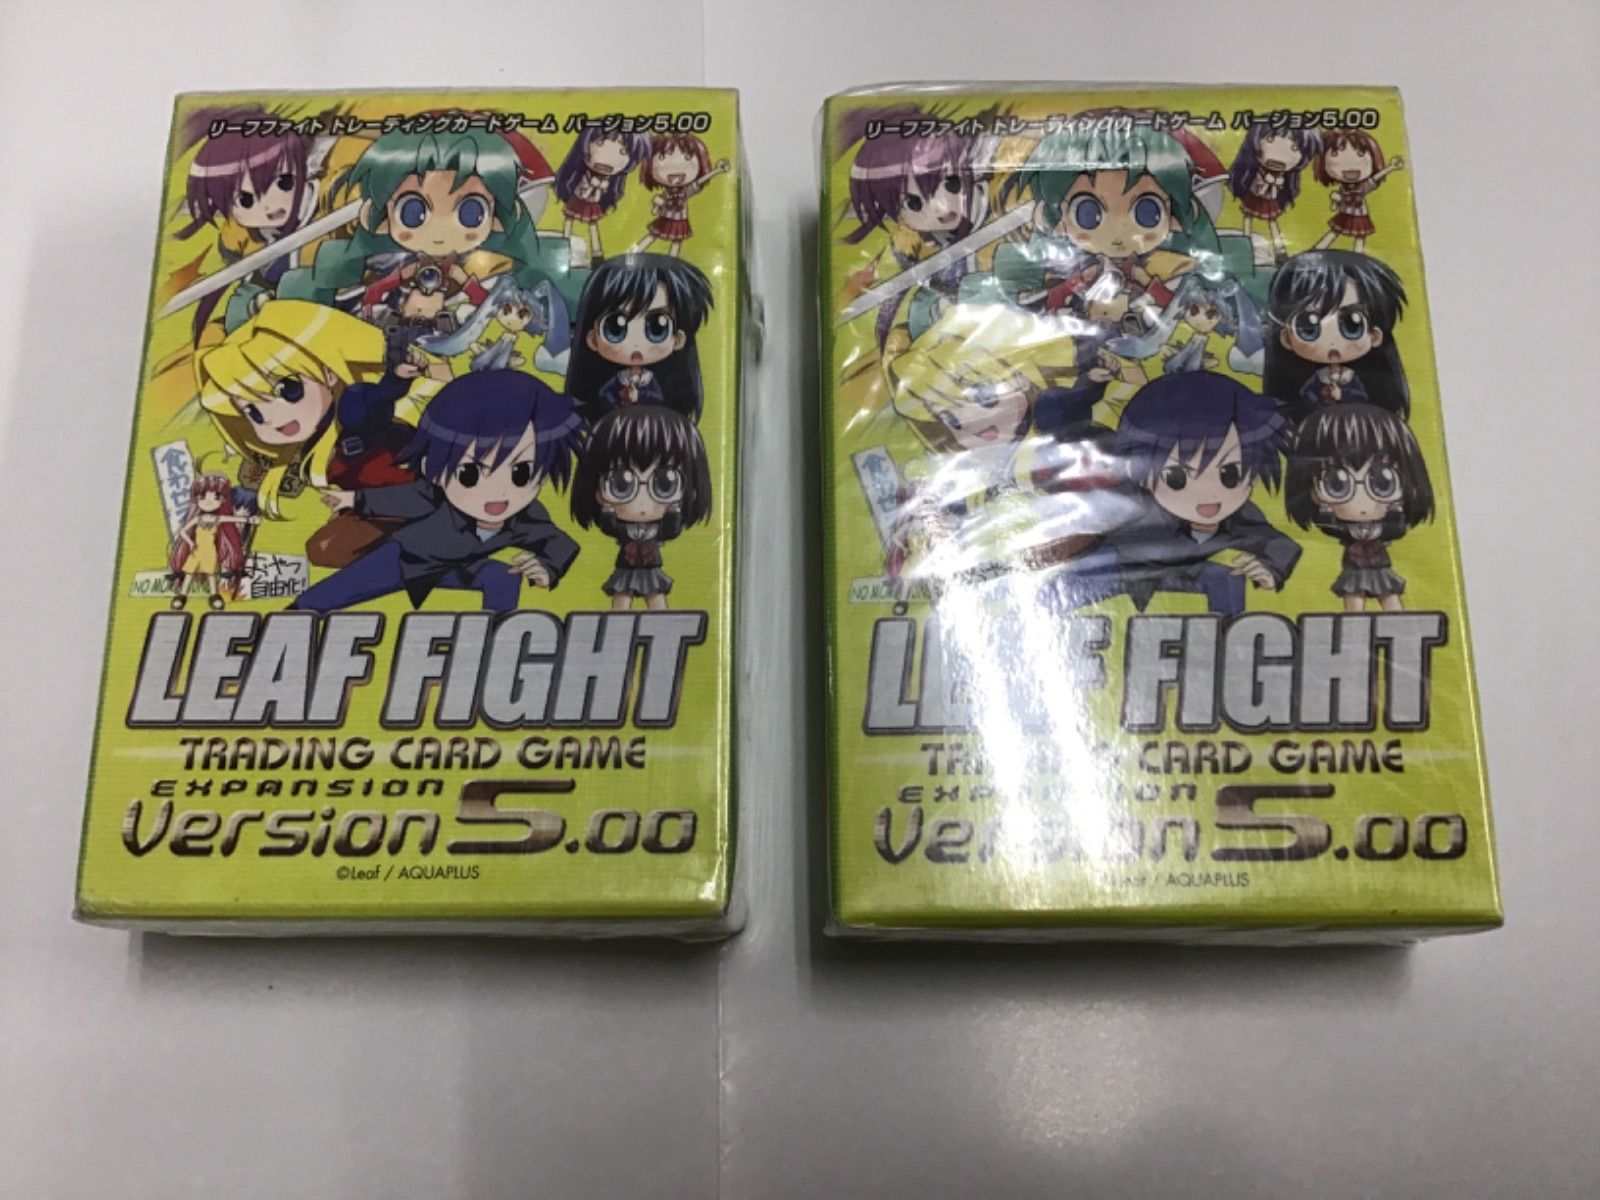 リーフファイト トレーディングカードゲーム バージョン5.00
食わせろ
NO MORE
おやつ
自由化!
LEAF FIGHT
TRADING CARD GAME
EXPANSION
Version 5.00
©Leaf / AQUAPLUS
リーフファイト トレーディングカードゲーム バージョン5.00
食わせ
NO MOR
LEAF FIGHT
TRADING CARD GAME
EXPANSION
Version 5.00
©Leaf / AQUAPLUS